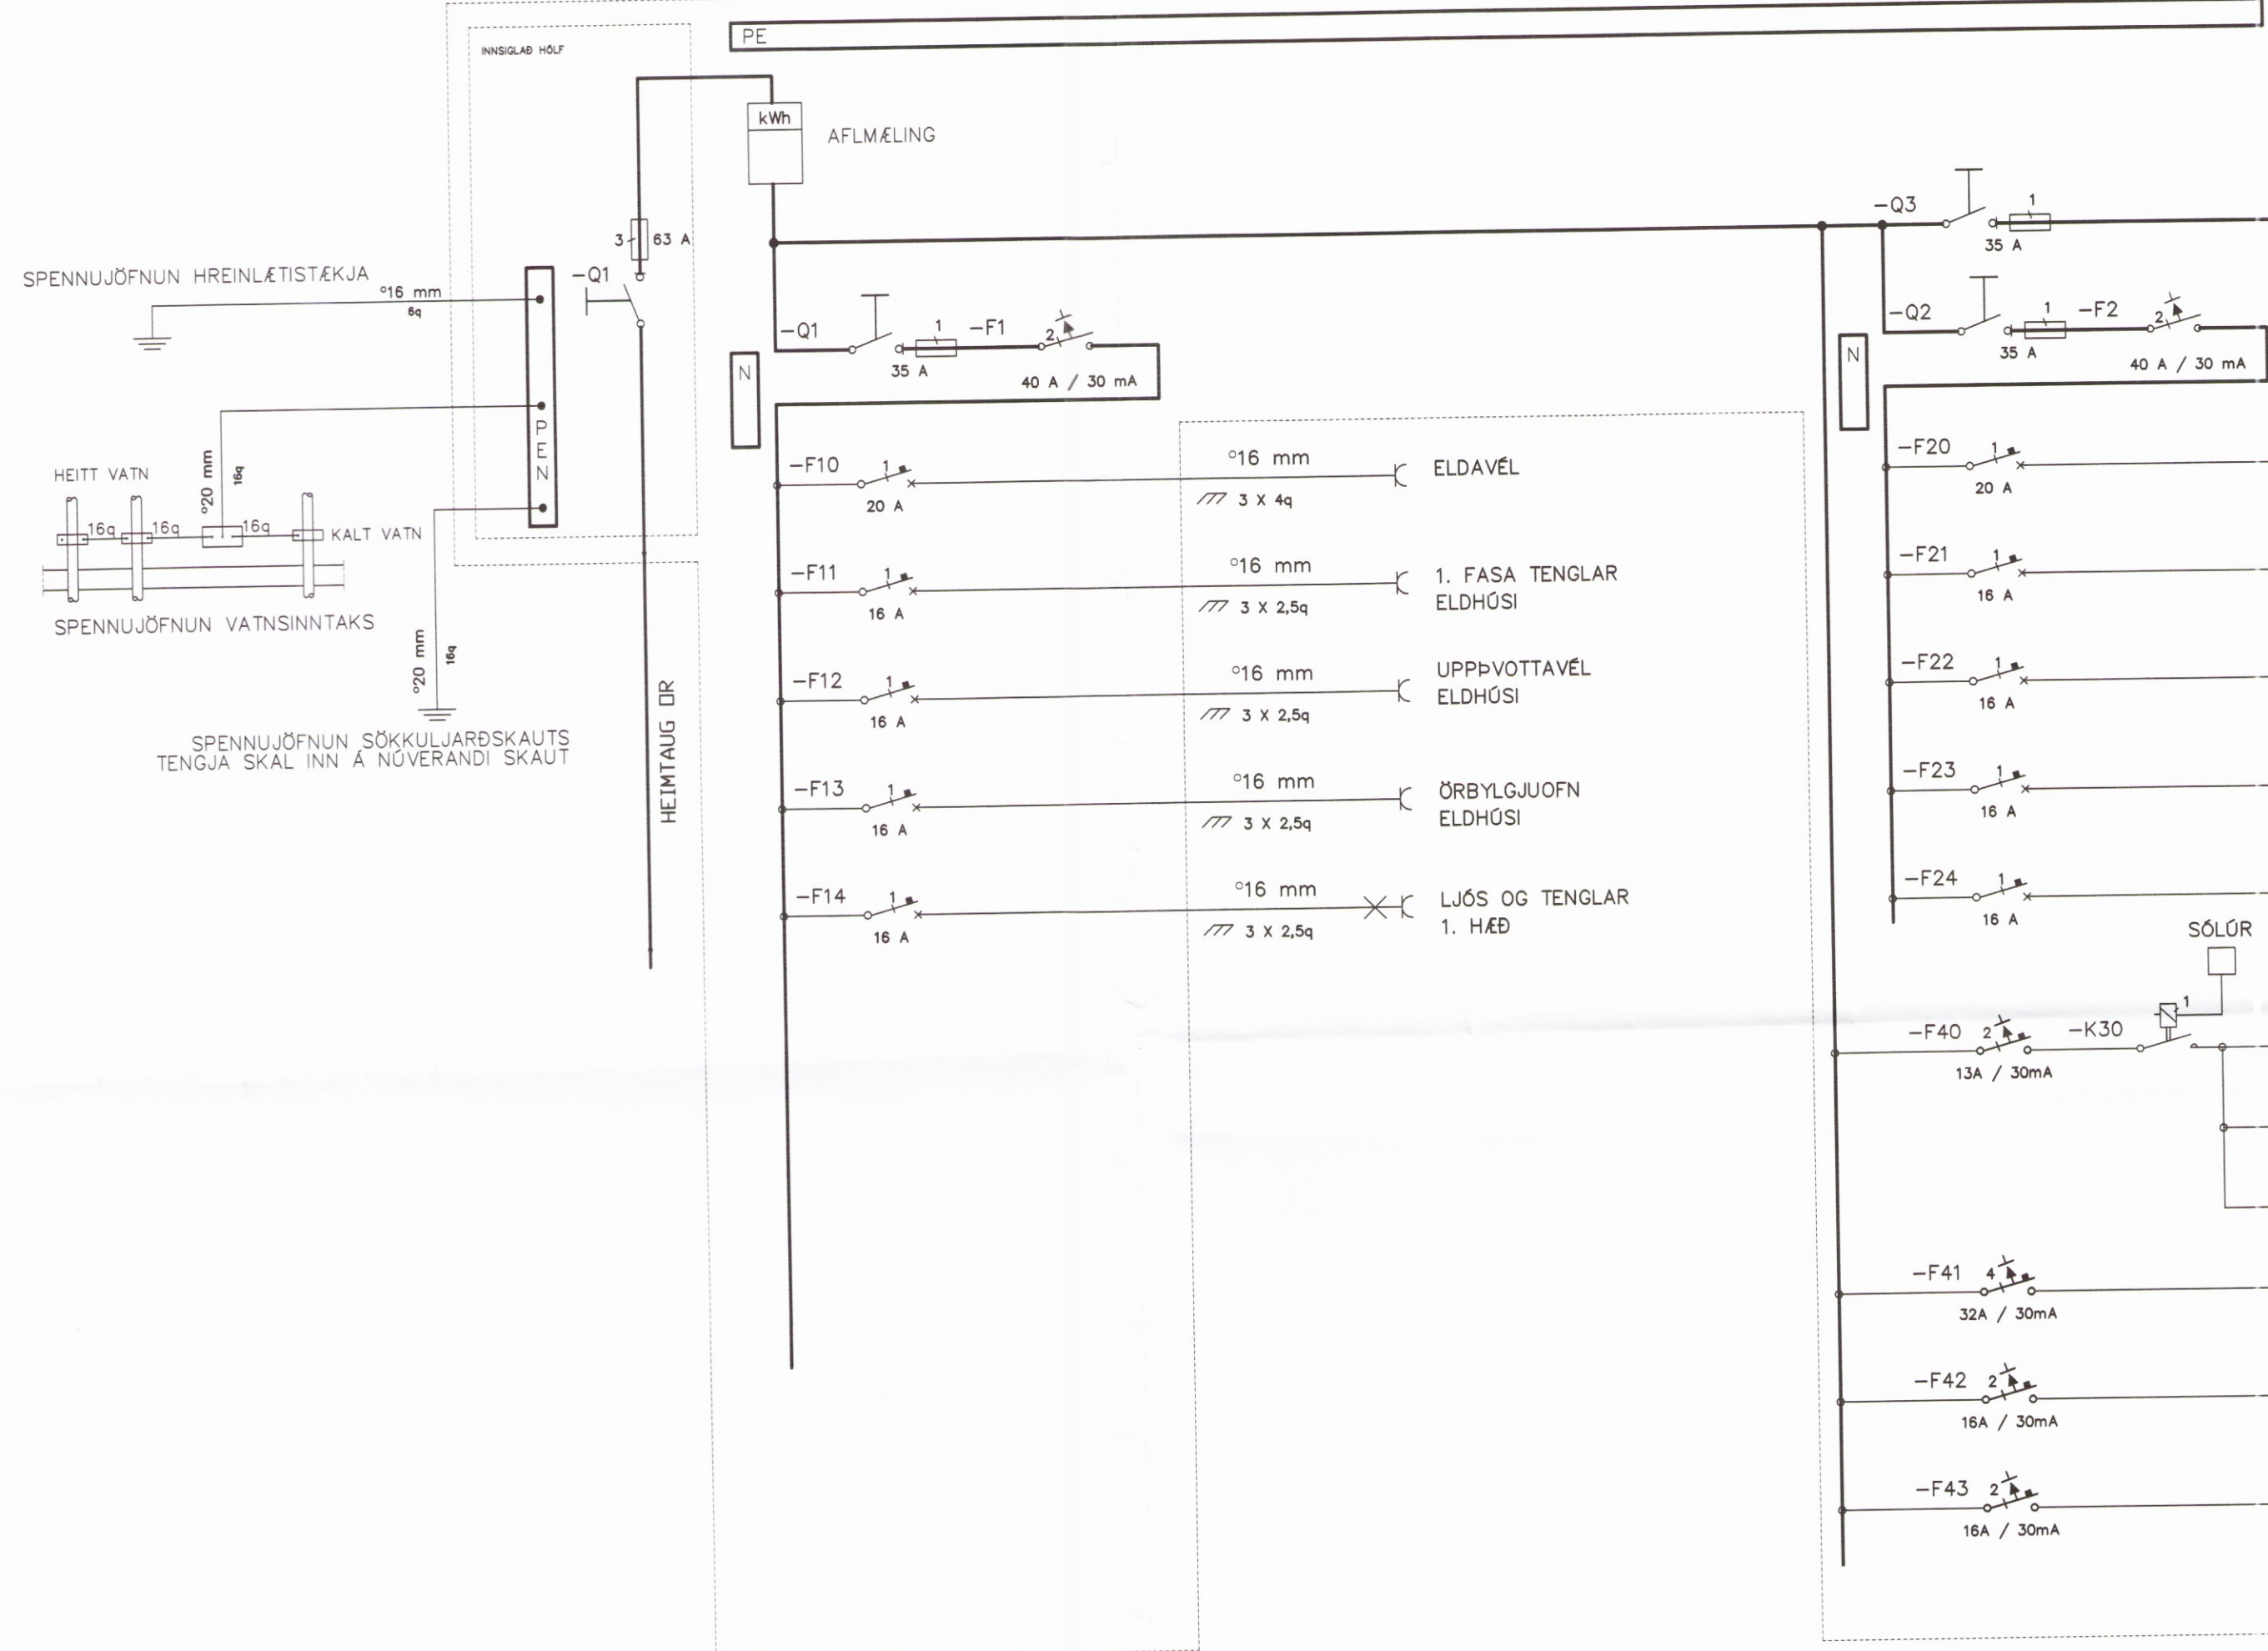 INNSIGLAÐ HÓLF
PE
kWh
AFLMÆLING
3
63 A
-Q1
SPENNUJÖFNUN HREINLÆTISTÆKJA
°16 mm
6q
PEN
HEITT VATN
°20 mm
16q
16q
16q
16q
KALT VATN
SPENNUJÖFNUN VATNSINNTAKS
°20 mm
16q
SPENNUJÖFNUN SÖKKULJARÐSKAUTS
TENGJA SKAL INN Á NÚVERANDI SKAUT
HEIMTAUG OR
-Q1
1
35 A
-F1
2
40 A / 30 mA
N
-F10
1
20 A
°16 mm
3 X 4q
ELDAVÉL
-F11
1
16 A
°16 mm
3 X 2,5q
1. FASA TENGLAR
ELDHÚSI
-F12
1
16 A
°16 mm
3 X 2,5q
UPPÞVOTTAVÉL
ELDHÚSI
-F13
1
16 A
°16 mm
3 X 2,5q
ÖRBYLGJUOFN
ELDHÚSI
-F14
1
16 A
°16 mm
3 X 2,5q
LJÓS OG TENGLAR
1. HÆÐ
-Q3
1
35 A
-Q2
1
35 A
-F2
2
40 A / 30 mA
N
-F20
1
20 A
-F21
1
16 A
-F22
1
16 A
-F23
1
16 A
-F24
1
16 A
SÓLÚR
1
-F40
2
13A / 30mA
-K30
-F41
4
32A / 30mA
-F42
2
16A / 30mA
-F43
2
16A / 30mA